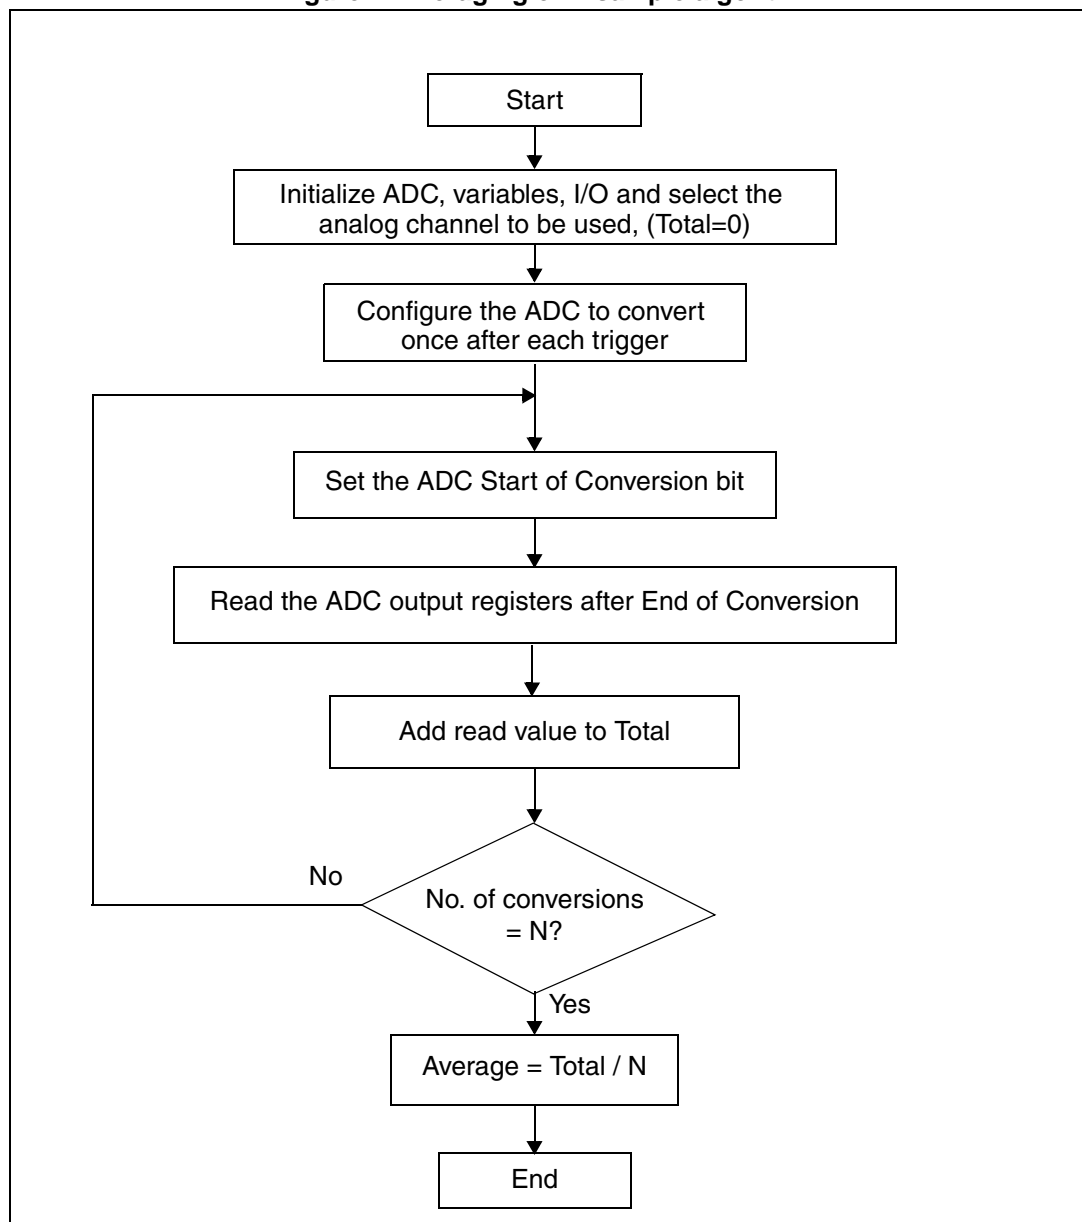 Start
Initialize ADC, variables, I/O and select the
analog channel to be used, (Total=0)
Configure the ADC to convert
once after each trigger
Set the ADC Start of Conversion bit
Read the ADC output registers after End of Conversion
Add read value to Total
No
No. of conversions
= N?
Yes
Average = Total / N
End